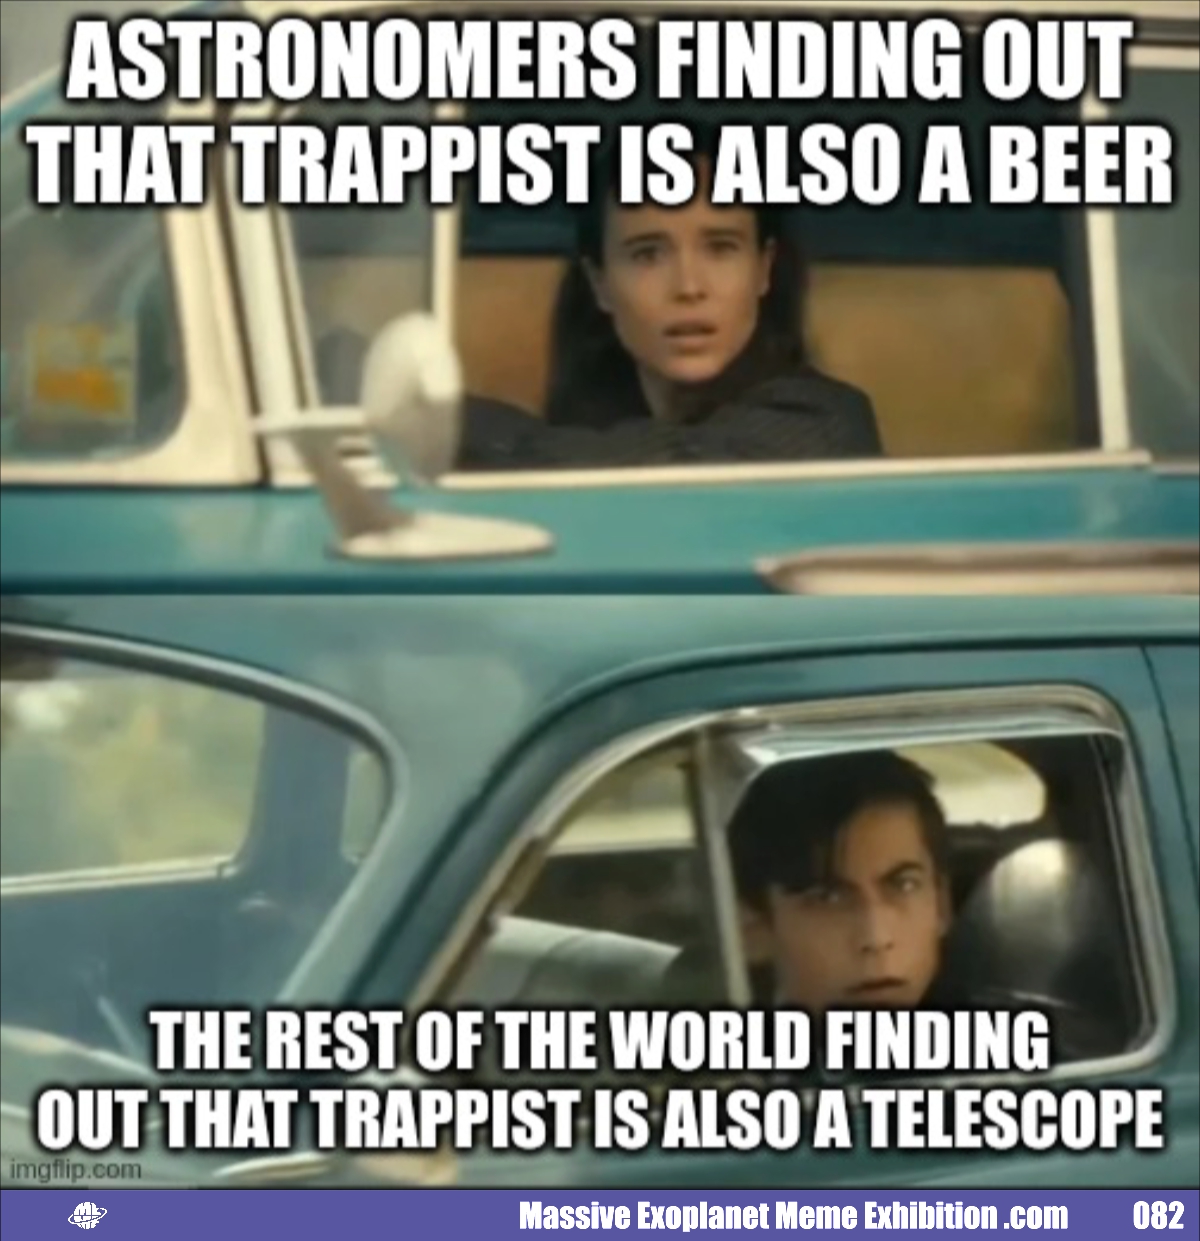 ASTRONOMERS FINDING OUT
THAT TRAPPIST IS ALSO A BEER
THE REST OF THE WORLD FINDING
OUT THAT TRAPPIST IS ALSO A TELESCOPE
imgflip.com
Massive Exoplanet Meme Exhibition .com 082